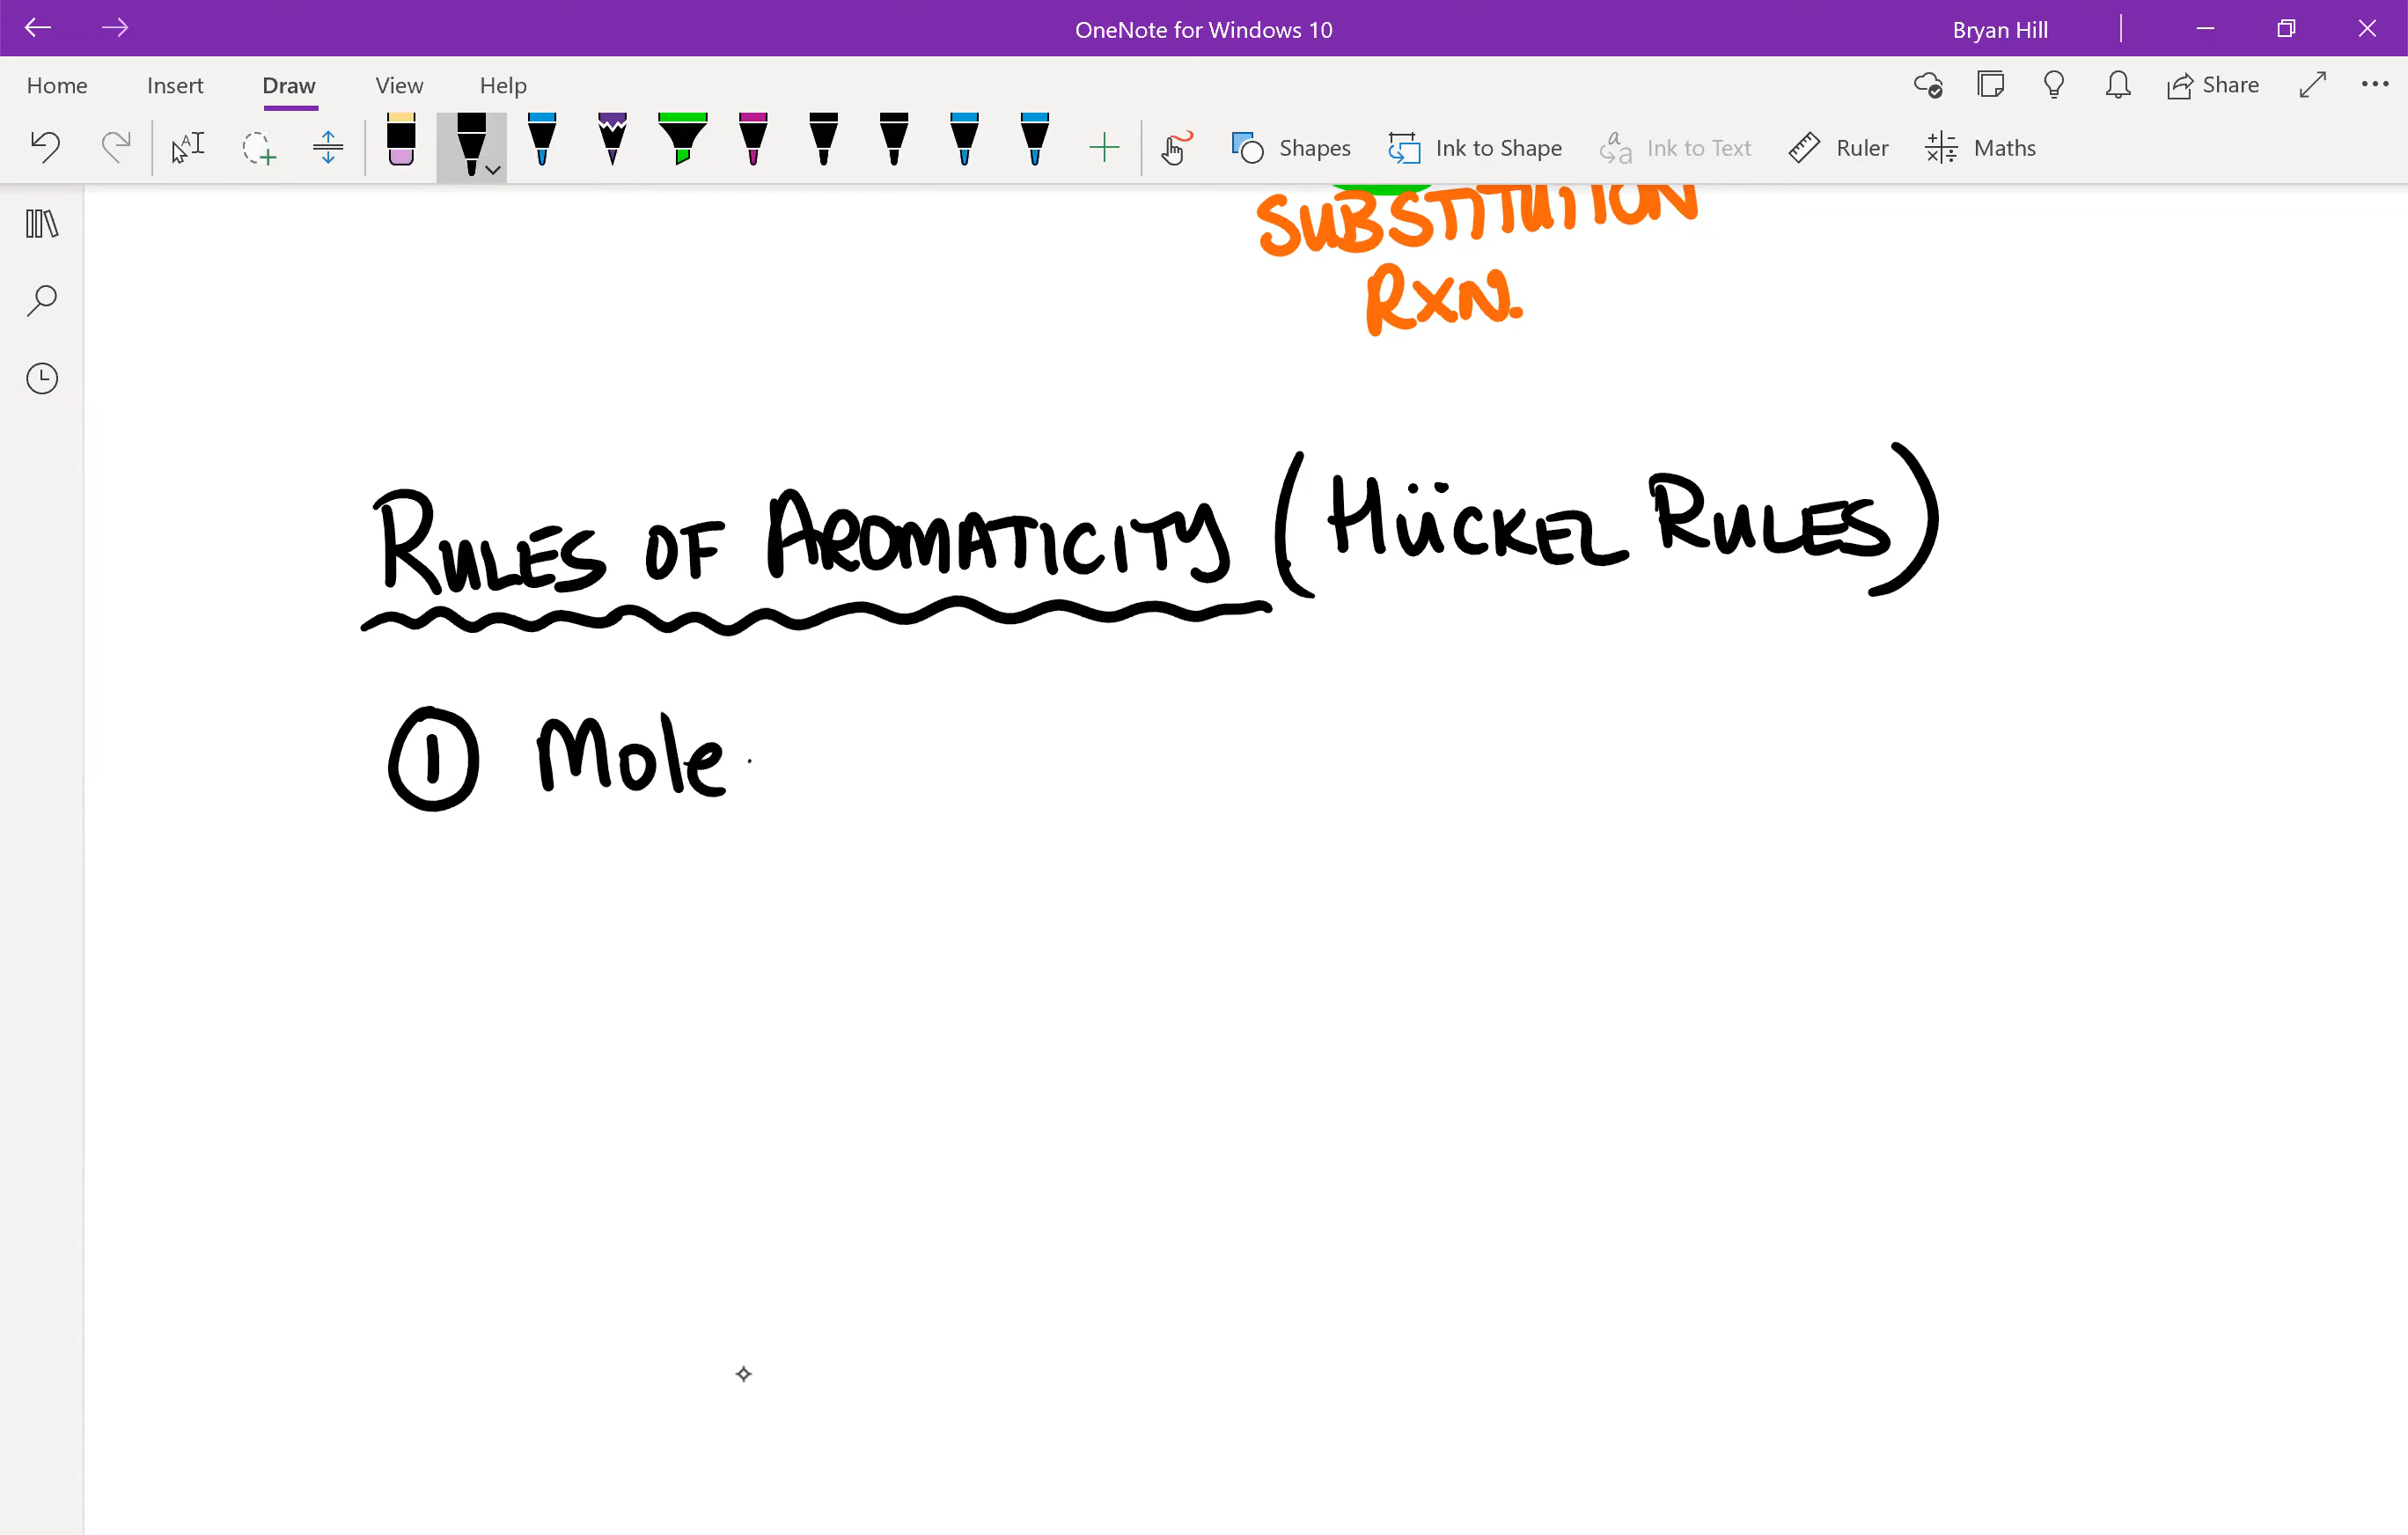 OneNote for Windows 10
Bryan Hill
Home Insert Draw View Help
Share
Shapes Ink to Shape Ink to Text Ruler Maths
SUBSTITUTION
RXN.
RULES OF AROMATICITY (HÜCKEL RULES)
① Mole